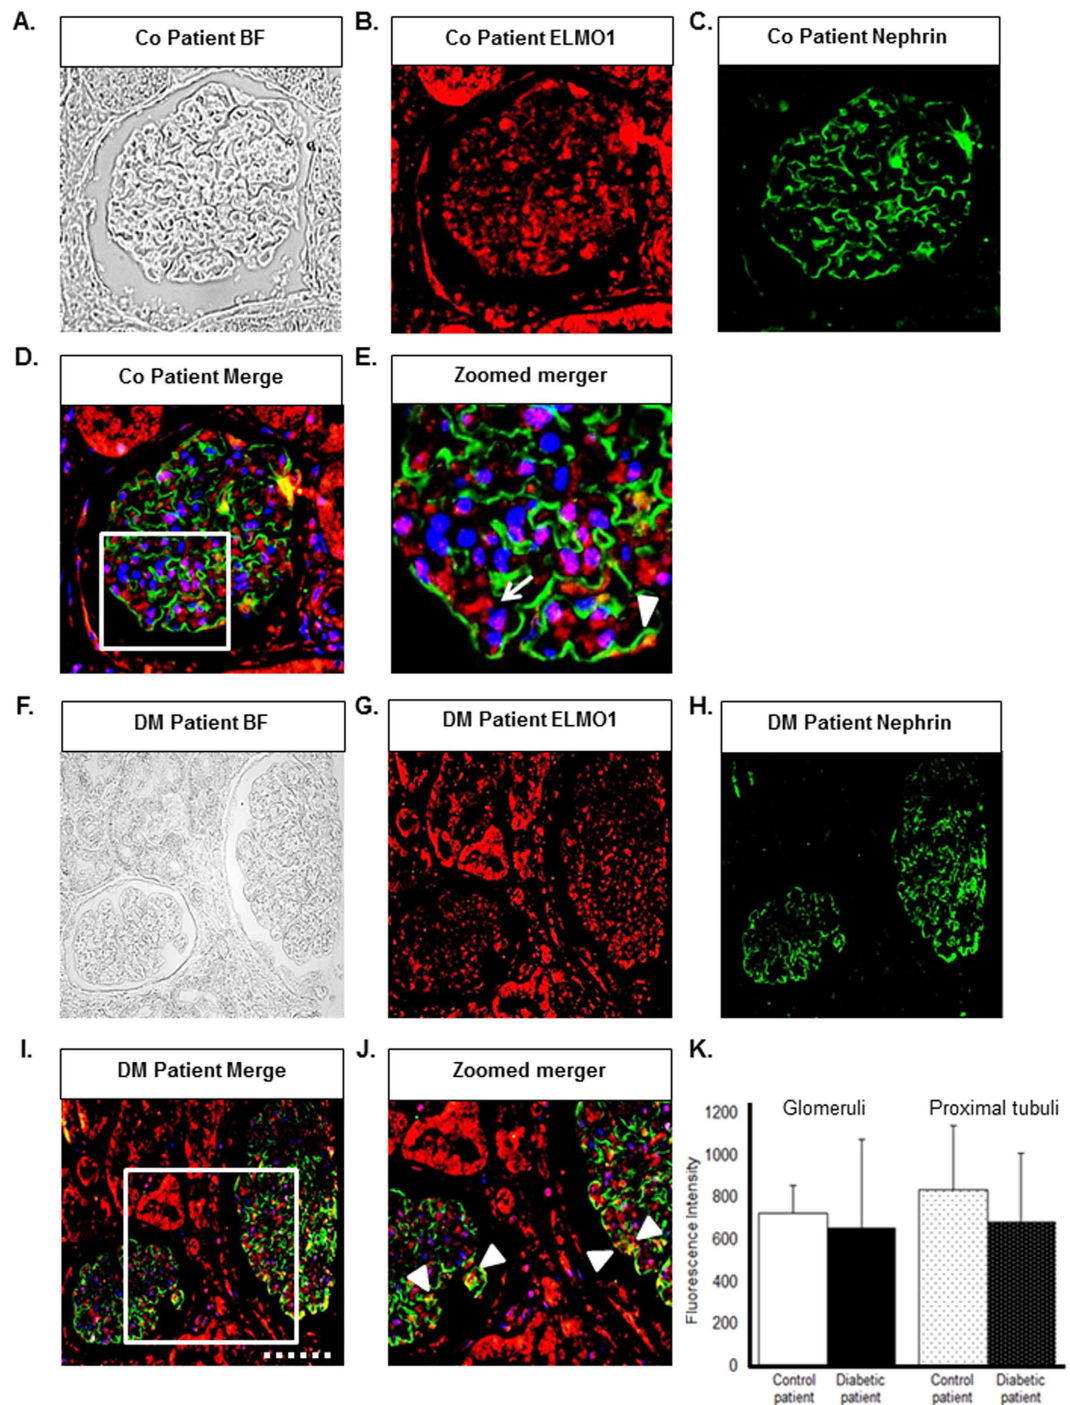 A.
Co Patient BF
B.
Co Patient ELMO1
C.
Co Patient Nephrin
D.
Co Patient Merge
E.
Zoomed merger
F.
DM Patient BF
G.
DM Patient ELMO1
H.
DM Patient Nephrin
I.
DM Patient Merge
J.
Zoomed merger
K.
Glomeruli
Proximal tubuli
Fluorescence Intensity
1200
1000
800
600
400
200
0
Control
patient
Diabetic
patient
Control
patient
Diabetic
patient